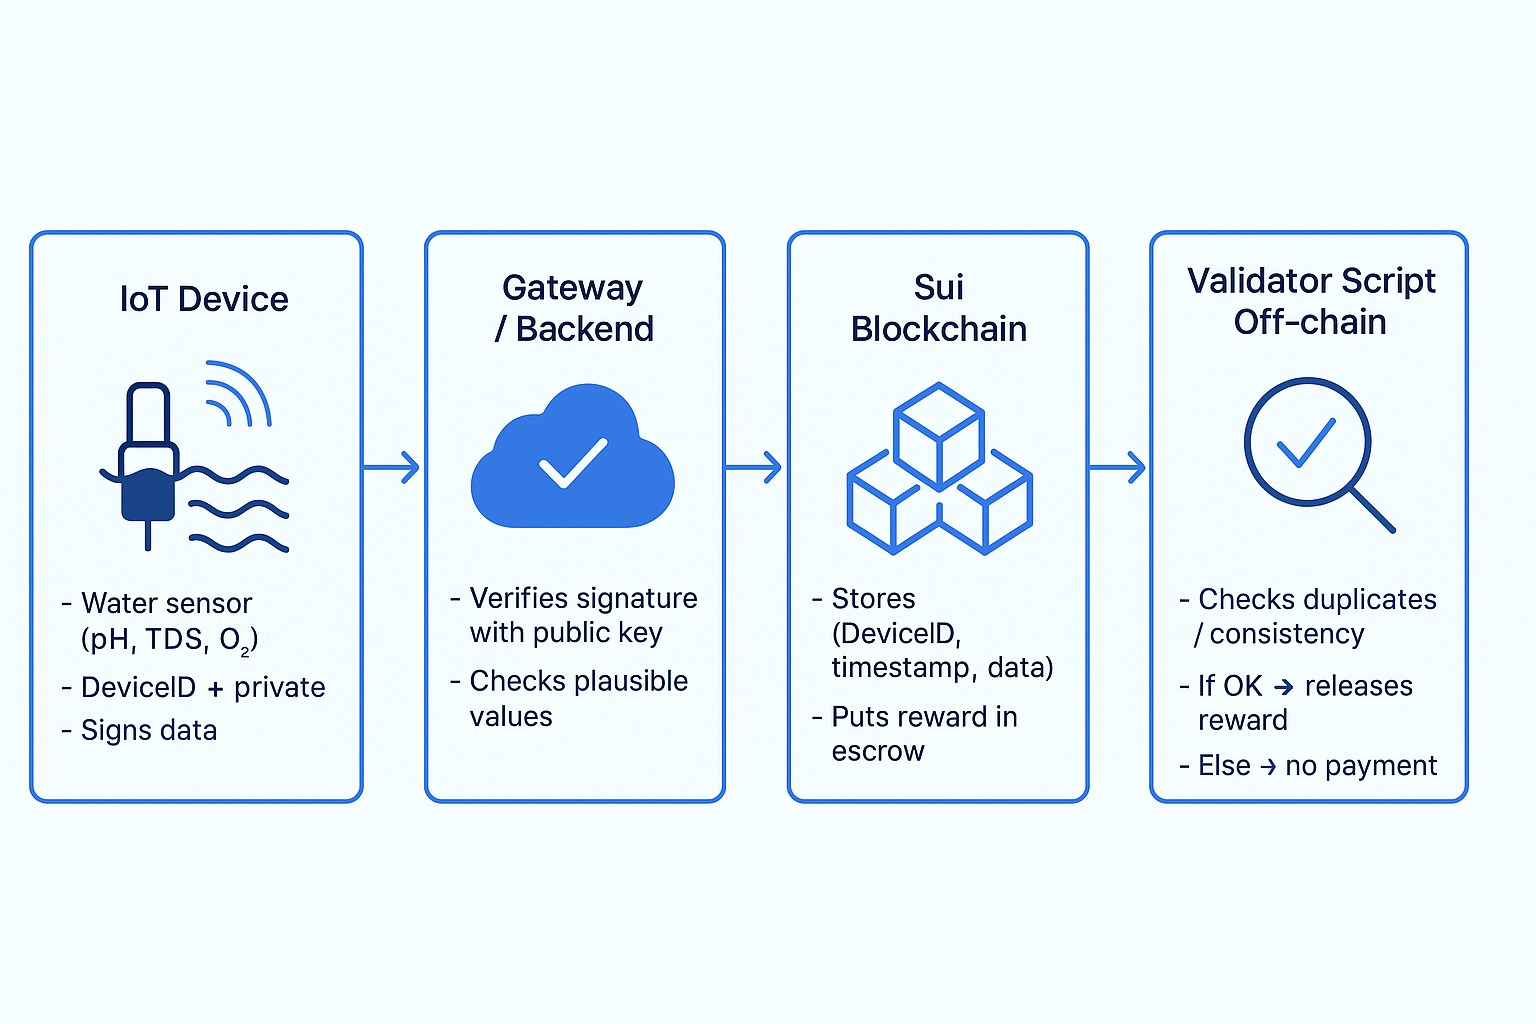 IoT Device
- Water sensor
(pH, TDS, O₂)
- DeviceID + private
- Signs data
Gateway
/ Backend
- Verifies signature
with public key
- Checks plausible
values
Sui
Blockchain
- Stores
(DeviceID,
timestamp, data)
- Puts reward in
escrow
Validator Script
Off-chain
- Checks duplicates
/ consistency
- If OK → releases
reward
- Else → no payment